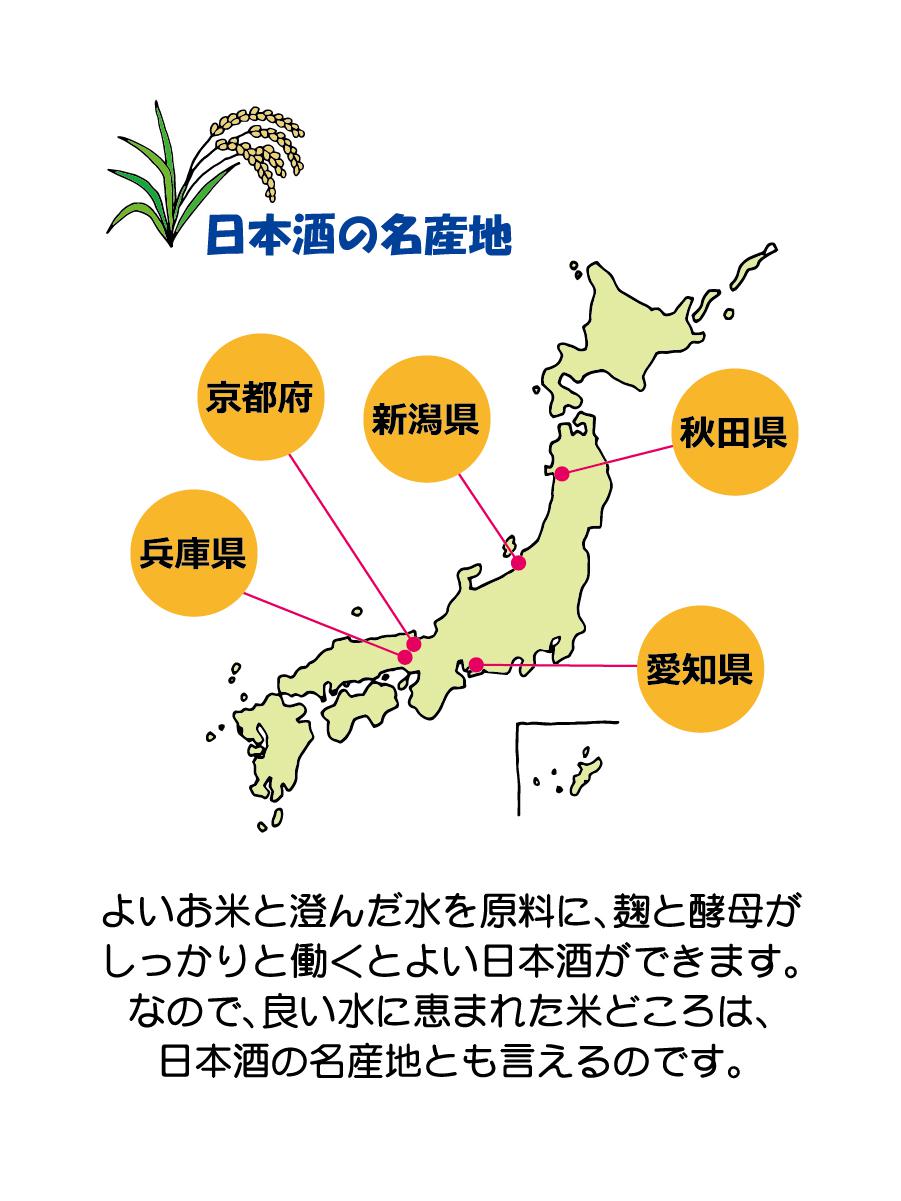 日本酒の名産地
京都府
新潟県
秋田県
兵庫県
愛知県
よいお米と澄んだ水を原料に、麹と酵母が
しっかりと働くとよい日本酒ができます。
なので、良い水に恵まれた米どころは、
日本酒の名産地とも言えるのです。